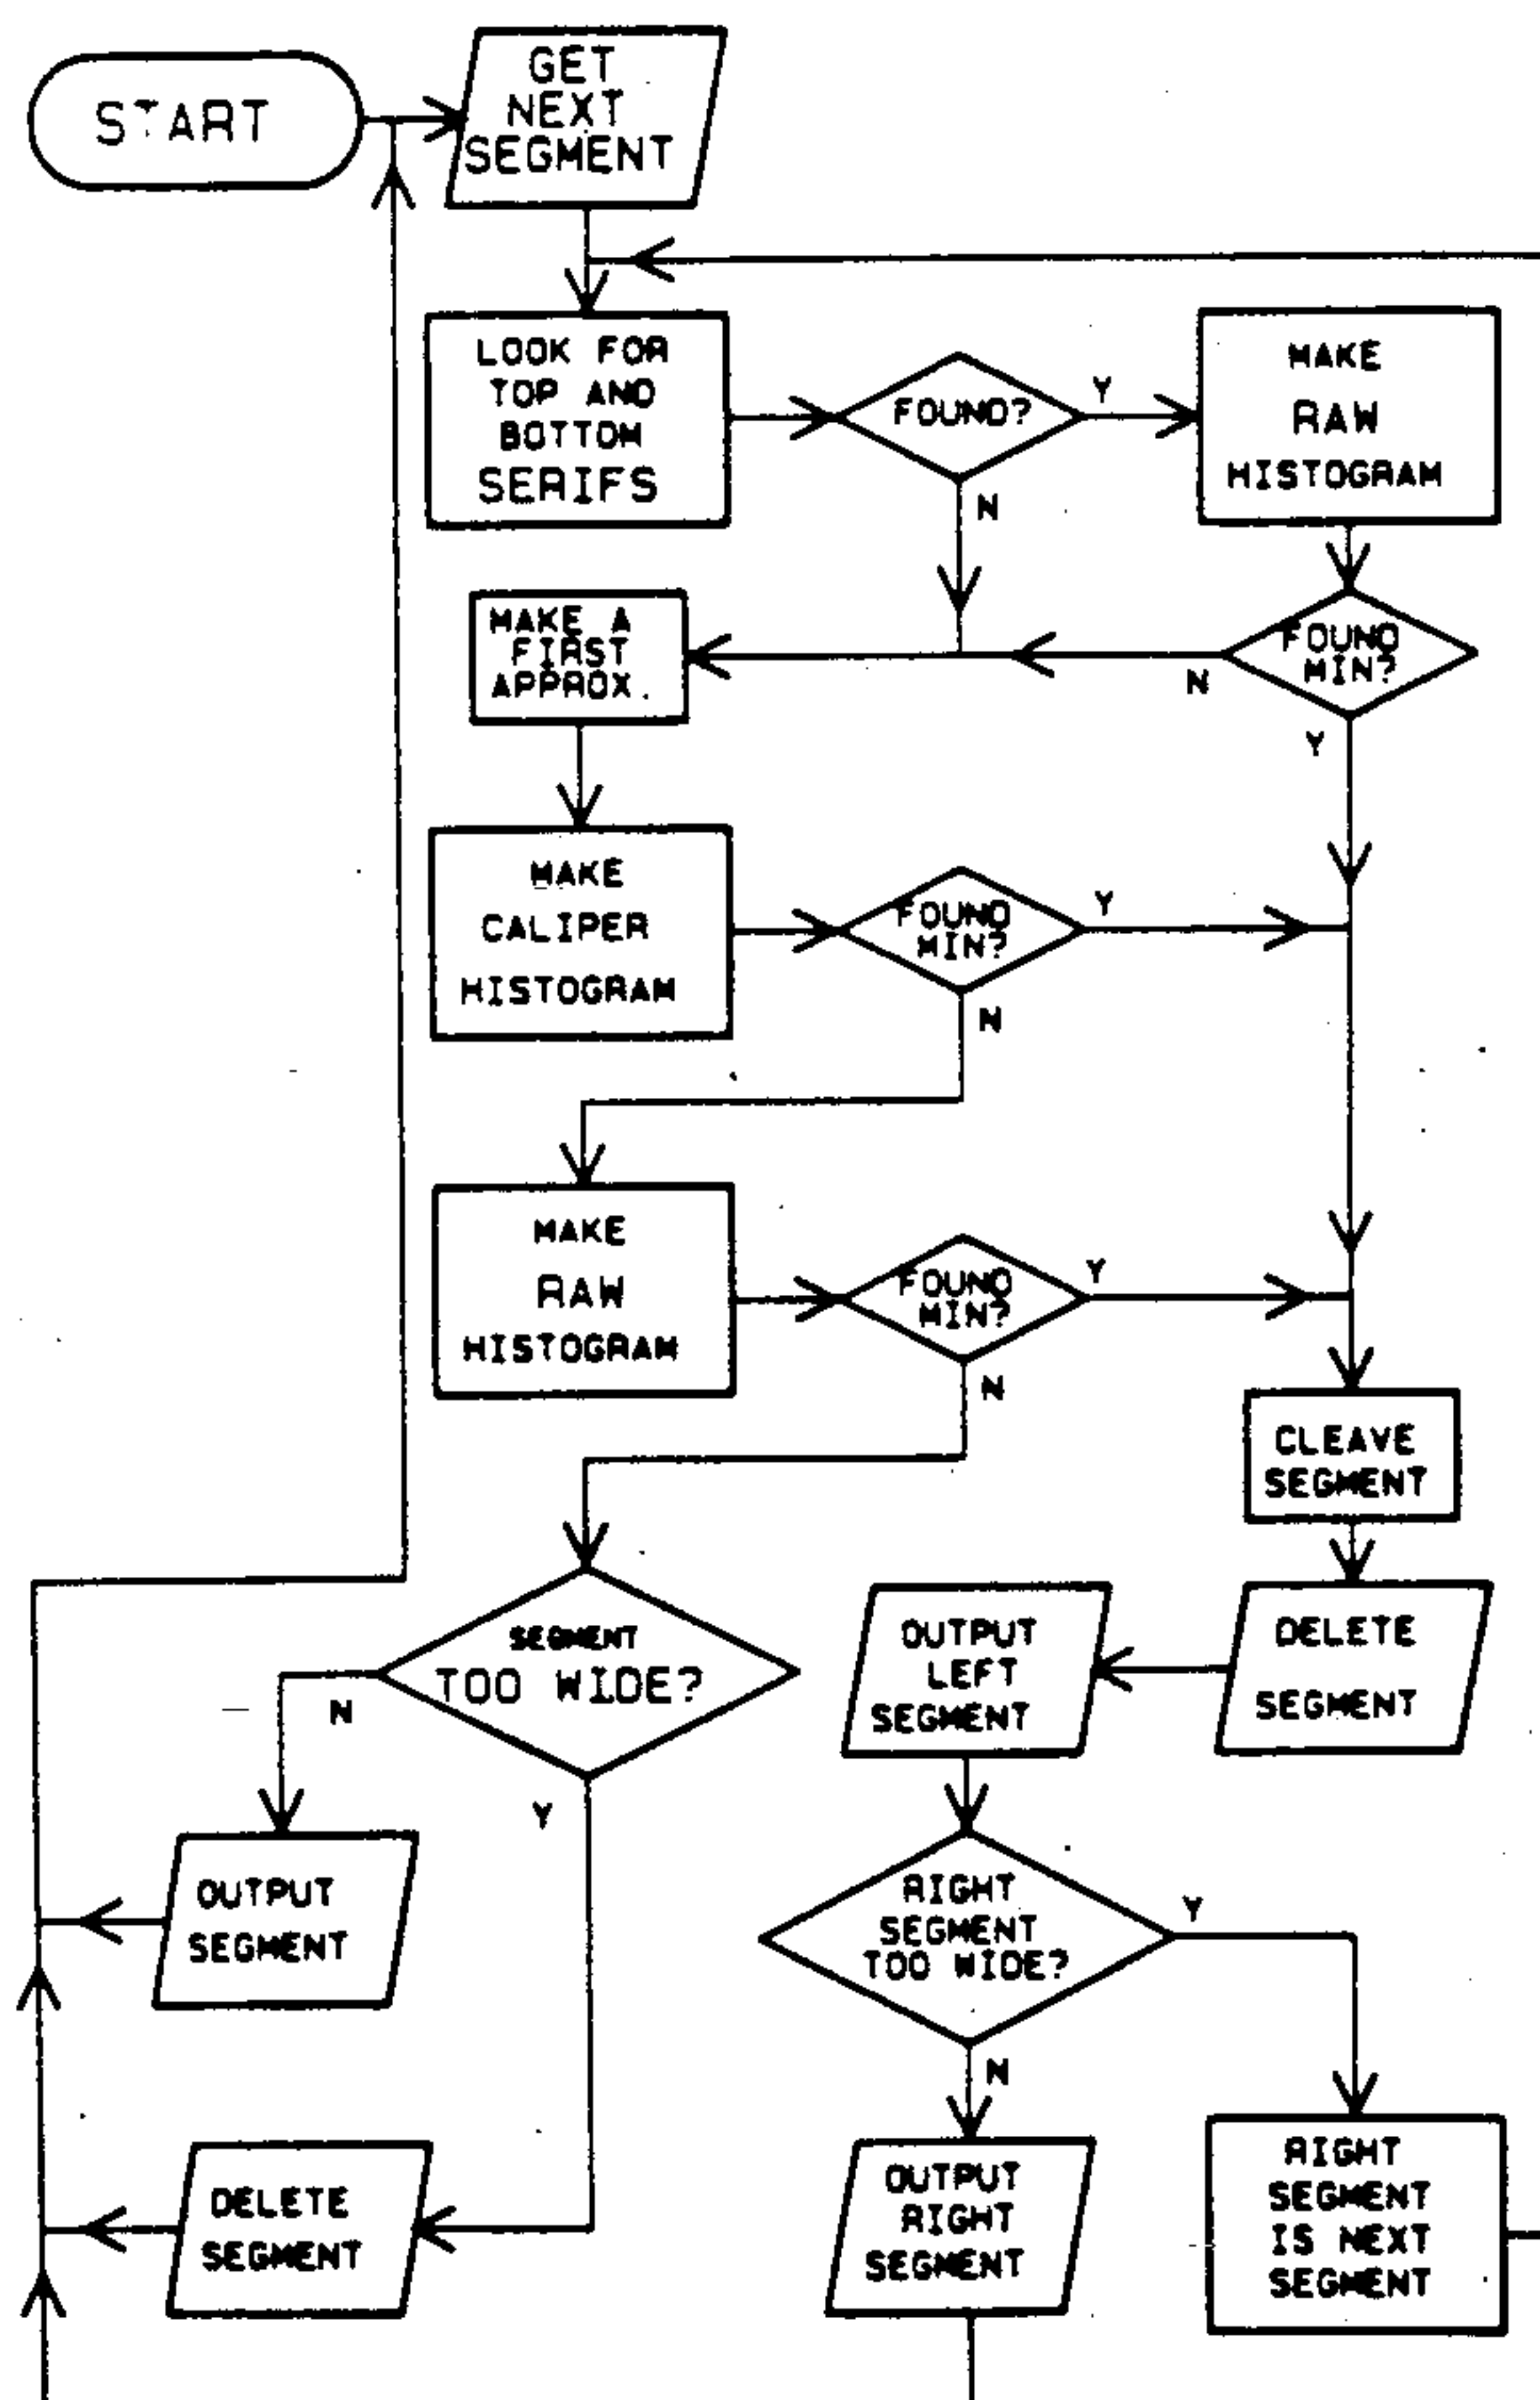 START
GET
NEXT
SEGMENT
LOOK FOR
TOP AND
BOTTOM
SERIFS
FOUND?
Y
N
MAKE
RAW
HISTOGRAM
FOUND
MIN?
N
Y
MAKE A
FIRST
APPROX.
MAKE
CALIPER
HISTOGRAM
FOUND
MIN?
Y
N
MAKE
RAW
HISTOGRAM
FOUND
MIN?
Y
N
CLEAVE
SEGMENT
DELETE
SEGMENT
OUTPUT
LEFT
SEGMENT
SEGMENT
TOO WIDE?
N
Y
OUTPUT
SEGMENT
DELETE
SEGMENT
RIGHT
SEGMENT
TOO WIDE?
Y
N
OUTPUT
RIGHT
SEGMENT
RIGHT
SEGMENT
IS NEXT
SEGMENT